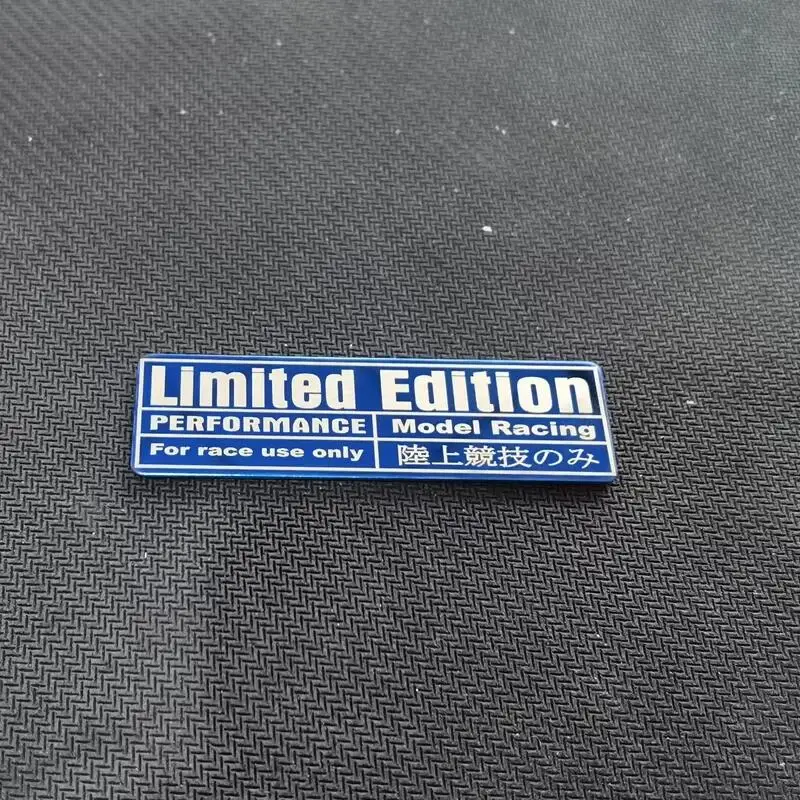 Limited Edition
PERFORMANCE
Model Racing
For race use only
陸上競技のみ